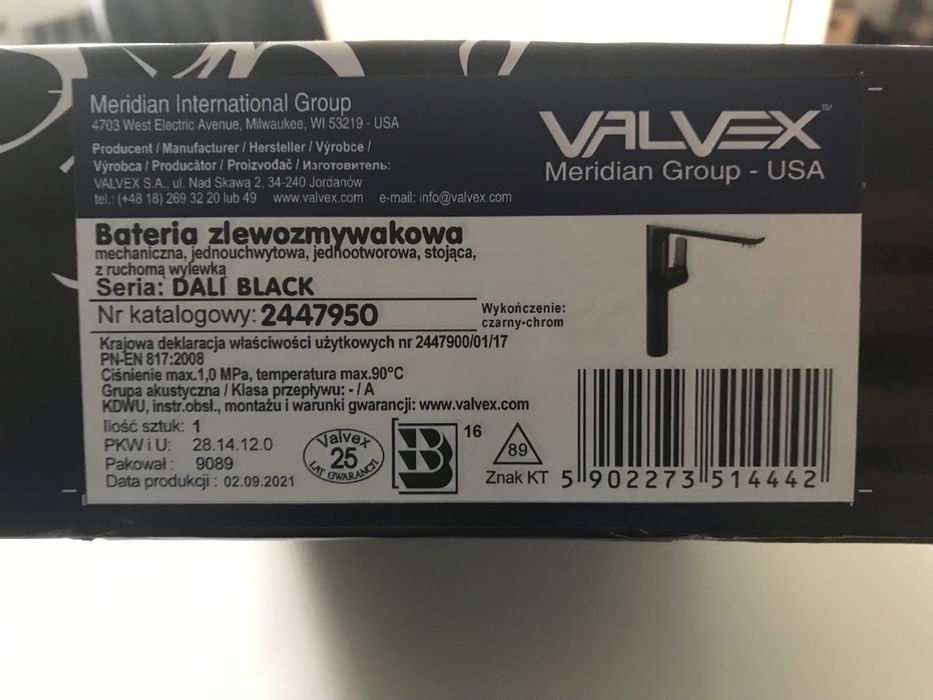 Meridian International Group
4703 West Electric Avenue, Milwaukee, WI 53219 - USA
Producent / Manufacturer / Hersteller / Výrobce /
Výrobca / Producător / Proizvođač / Изготовитель:
VALVEX S.A., ul. Nad Skawą 2, 34-240 Jordanów
tel.: (+48 18) 269 32 20 lub 49 www.valvex.com e-mail: info@valvex.com
VALVEX™
Meridian Group - USA
Bateria zlewozmywakowa
mechaniczna, jednouchwytowa, jednootworowa, stojąca,
z ruchomą wylewką
Seria: DALI BLACK
Nr katalogowy: 2447950
Wykończenie:
czarny-chrom
Krajowa deklaracja właściwości użytkowych nr 2447900/01/17
PN-EN 817:2008
Ciśnienie max.1,0 MPa, temperatura max.90°C
Grupa akustyczna / Klasa przepływu: - / A
KDWU, instr.obsł., montażu i warunki gwarancji: www.valvex.com
Ilość sztuk: 1
PKW i U: 28.14.12.0
Pakował : 9089
Data produkcji : 02.09.2021
Valvex
25
LAT GWARANCJI
B
16
89
Znak KT
5 902273 514442